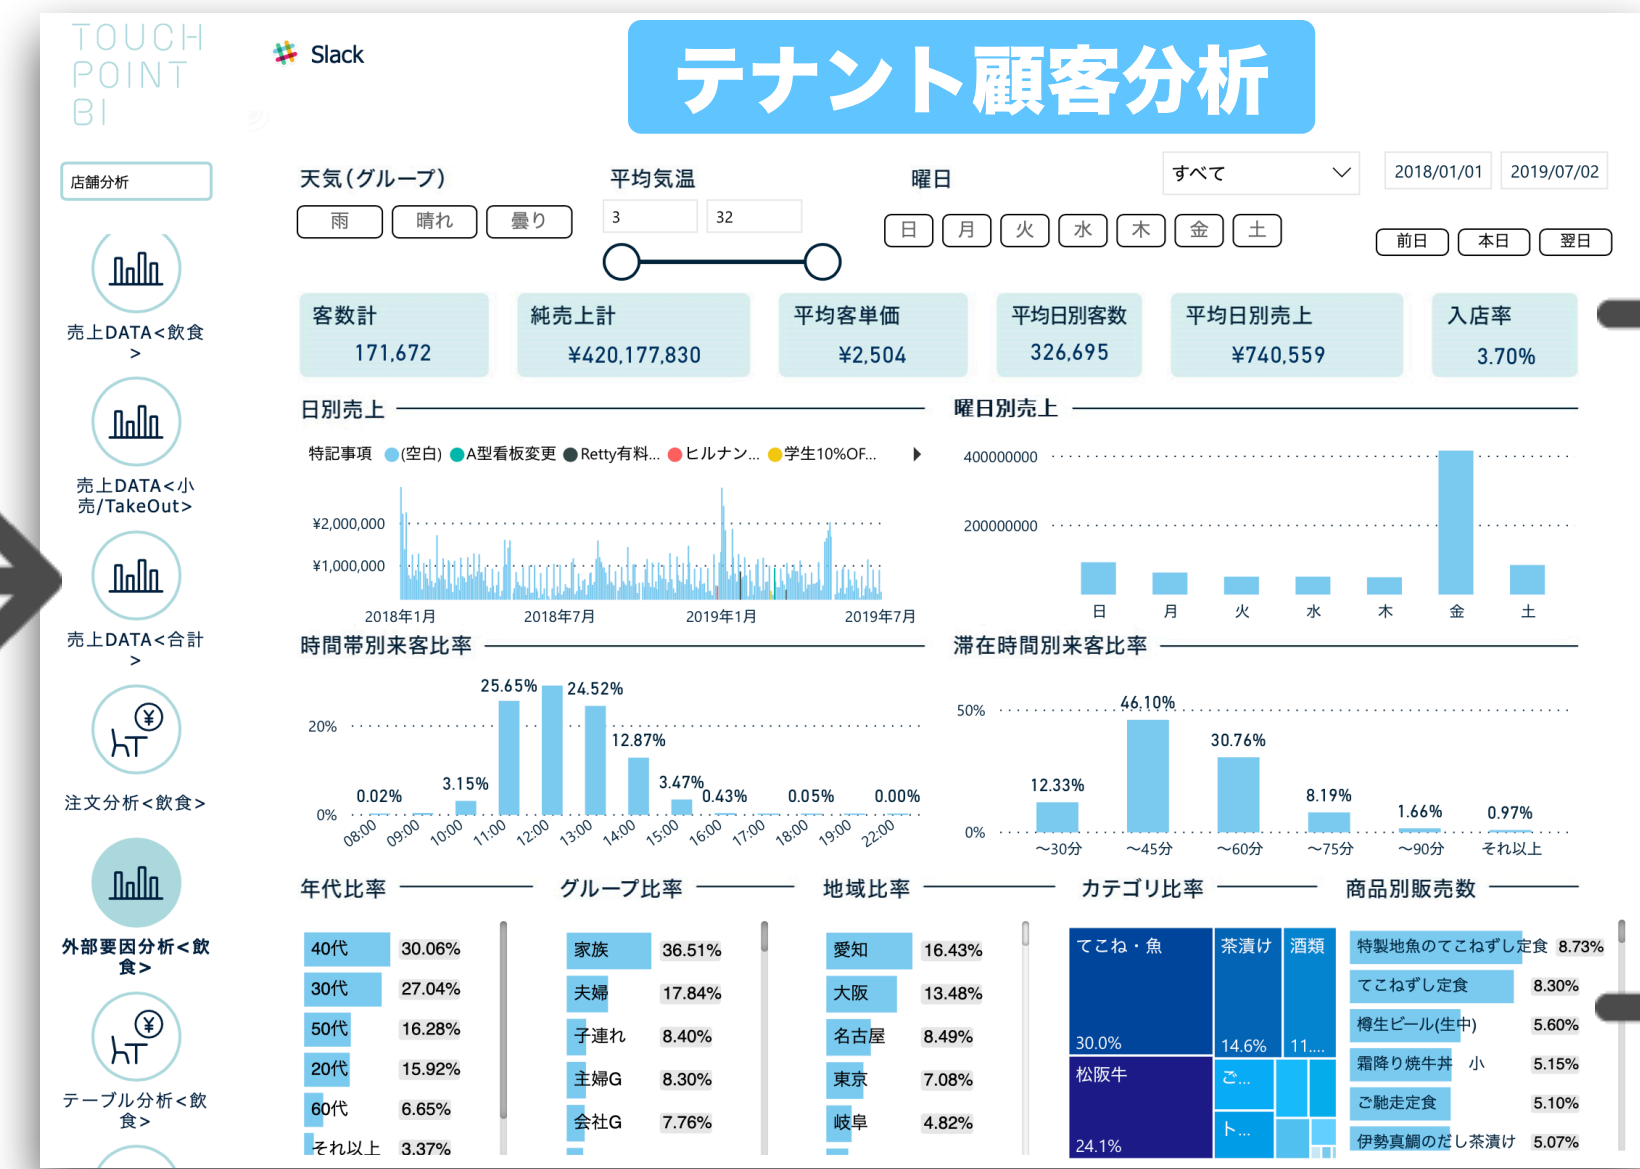 TOUCH
POINT
BI
Slack
テナント顧客分析
店舗分析
売上DATA<飲食
>
売上DATA<小
売/TakeOut>
売上DATA<合計
>
注文分析<飲食>
外部要因分析<飲
食>
テーブル分析<飲
食>
天気(グループ)
雨 晴れ 曇り
平均気温
3 32
曜日
日 月 火 水 木 金 土
すべて
2018/01/01 2019/07/02
前日 本日 翌日
客数計
171,672
純売上計
¥420,177,830
平均客単価
¥2,504
平均日別客数
326,695
平均日別売上
¥740,559
入店率
3.70%
日別売上
特記事項 (空白) A型看板変更 Retty有料... ヒルナン... 学生10%OF...
¥2,000,000
¥1,000,000
2018年1月 2018年7月 2019年1月 2019年7月
曜日別売上
400000000
200000000
日 月 火 水 木 金 土
時間帯別来客比率
20%
0%
0.02% 3.15% 25.65% 24.52% 12.87% 3.47% 0.43% 0.05% 0.00%
08:00 09:00 10:00 11:00 12:00 13:00 14:00 15:00 16:00 17:00 18:00 19:00 22:00
滞在時間別来客比率
50%
0%
12.33% 46.10% 30.76% 8.19% 1.66% 0.97%
～30分 ～45分 ～60分 ～75分 ～90分 それ以上
年代比率
40代 30.06%
30代 27.04%
50代 16.28%
20代 15.92%
60代 6.65%
それ以上 3.37%
グループ比率
家族 36.51%
夫婦 17.84%
子連れ 8.40%
主婦G 8.30%
会社G 7.76%
地域比率
愛知 16.43%
大阪 13.48%
名古屋 8.49%
東京 7.08%
岐阜 4.82%
カテゴリ比率
てこね・魚
30.0%
茶漬け
14.6%
酒類
11....
松阪牛
24.1%
ご...
ト...
商品別販売数
特製地魚のてこねずし定食 8.73%
てこねずし定食 8.30%
樽生ビール(生中) 5.60%
霜降り焼牛丼 小 5.15%
ご馳走定食 5.10%
伊勢真鯛のだし茶漬け 5.07%